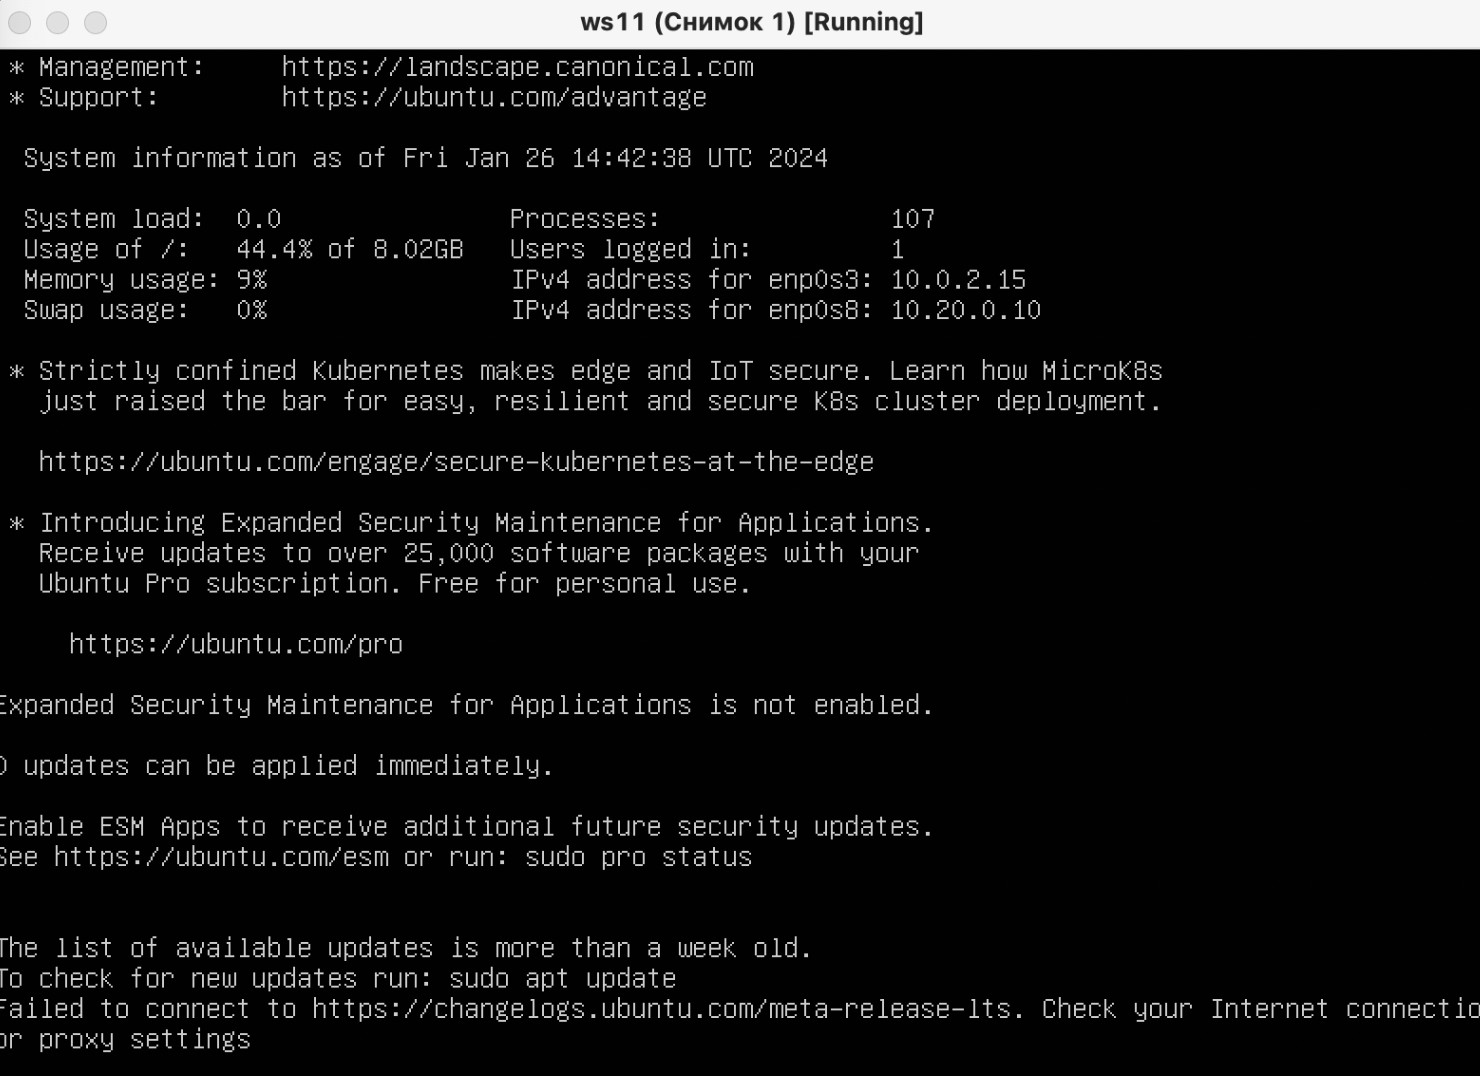 ws11 (Снимок 1) [Running]
* Management:     https://landscape.canonical.com
* Support:        https://ubuntu.com/advantage
System information as of Fri Jan 26 14:42:38 UTC 2024
System load:  0.0               Processes:               107
Usage of /:   44.4% of 8.02GB   Users logged in:         1
Memory usage: 9%                IPv4 address for enp0s3: 10.0.2.15
Swap usage:   0%                IPv4 address for enp0s8: 10.20.0.10
* Strictly confined Kubernetes makes edge and IoT secure. Learn how MicroK8s
just raised the bar for easy, resilient and secure K8s cluster deployment.
https://ubuntu.com/engage/secure-kubernetes-at-the-edge
* Introducing Expanded Security Maintenance for Applications.
Receive updates to over 25,000 software packages with your
Ubuntu Pro subscription. Free for personal use.
https://ubuntu.com/pro
Expanded Security Maintenance for Applications is not enabled.
0 updates can be applied immediately.
Enable ESM Apps to receive additional future security updates.
See https://ubuntu.com/esm or run: sudo pro status
The list of available updates is more than a week old.
To check for new updates run: sudo apt update
Failed to connect to https://changelogs.ubuntu.com/meta-release-lts. Check your Internet connectio
or proxy settings